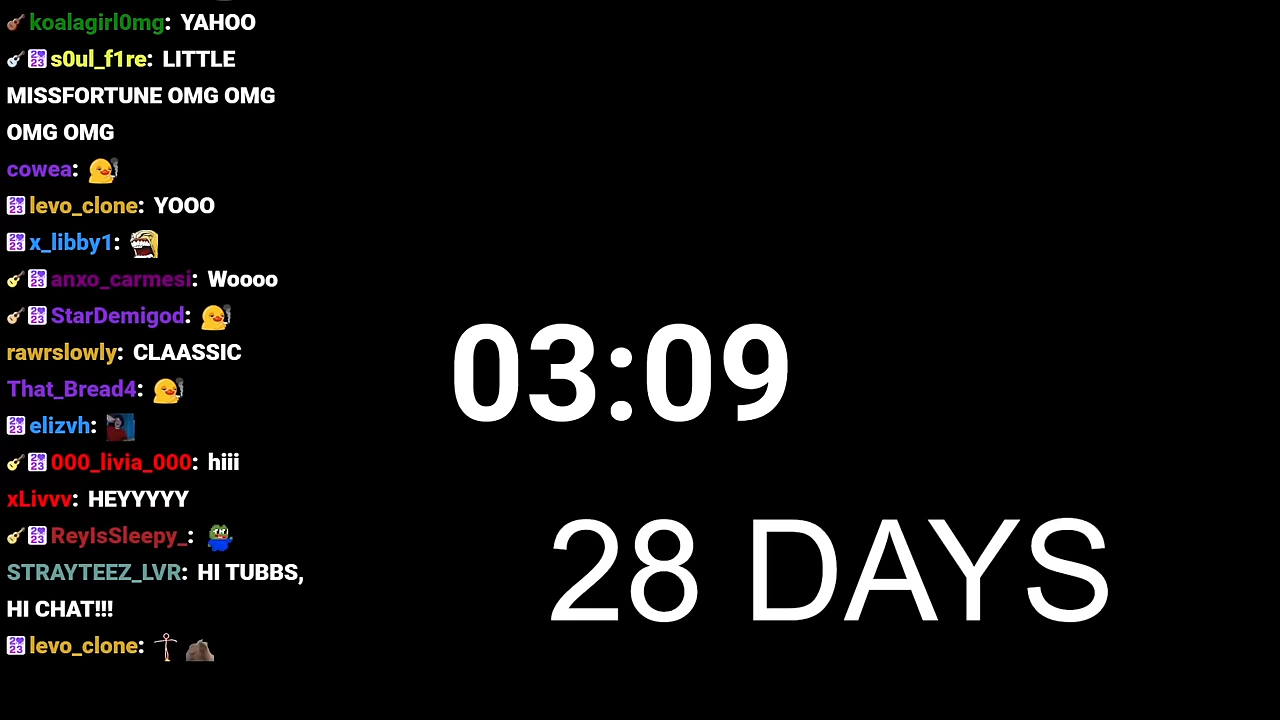 koalagirl0mg: YAHOO
s0ul_f1re: LITTLE
MISSFORTUNE OMG OMG
OMG OMG
cowea:
levo_clone: YOOO
x_libby1:
anxo_carmesi: Woooo
StarDemigod:
rawrslowly: CLAASSIC
That_Bread4:
elizvh:
000_livia_000: hiii
xLivvv: HEYYYYY
ReyIsSleepy_:
STRAYTEEZ_LVR: HI TUBBS,
HI CHAT!!!
levo_clone:
03:09
28 DAYS